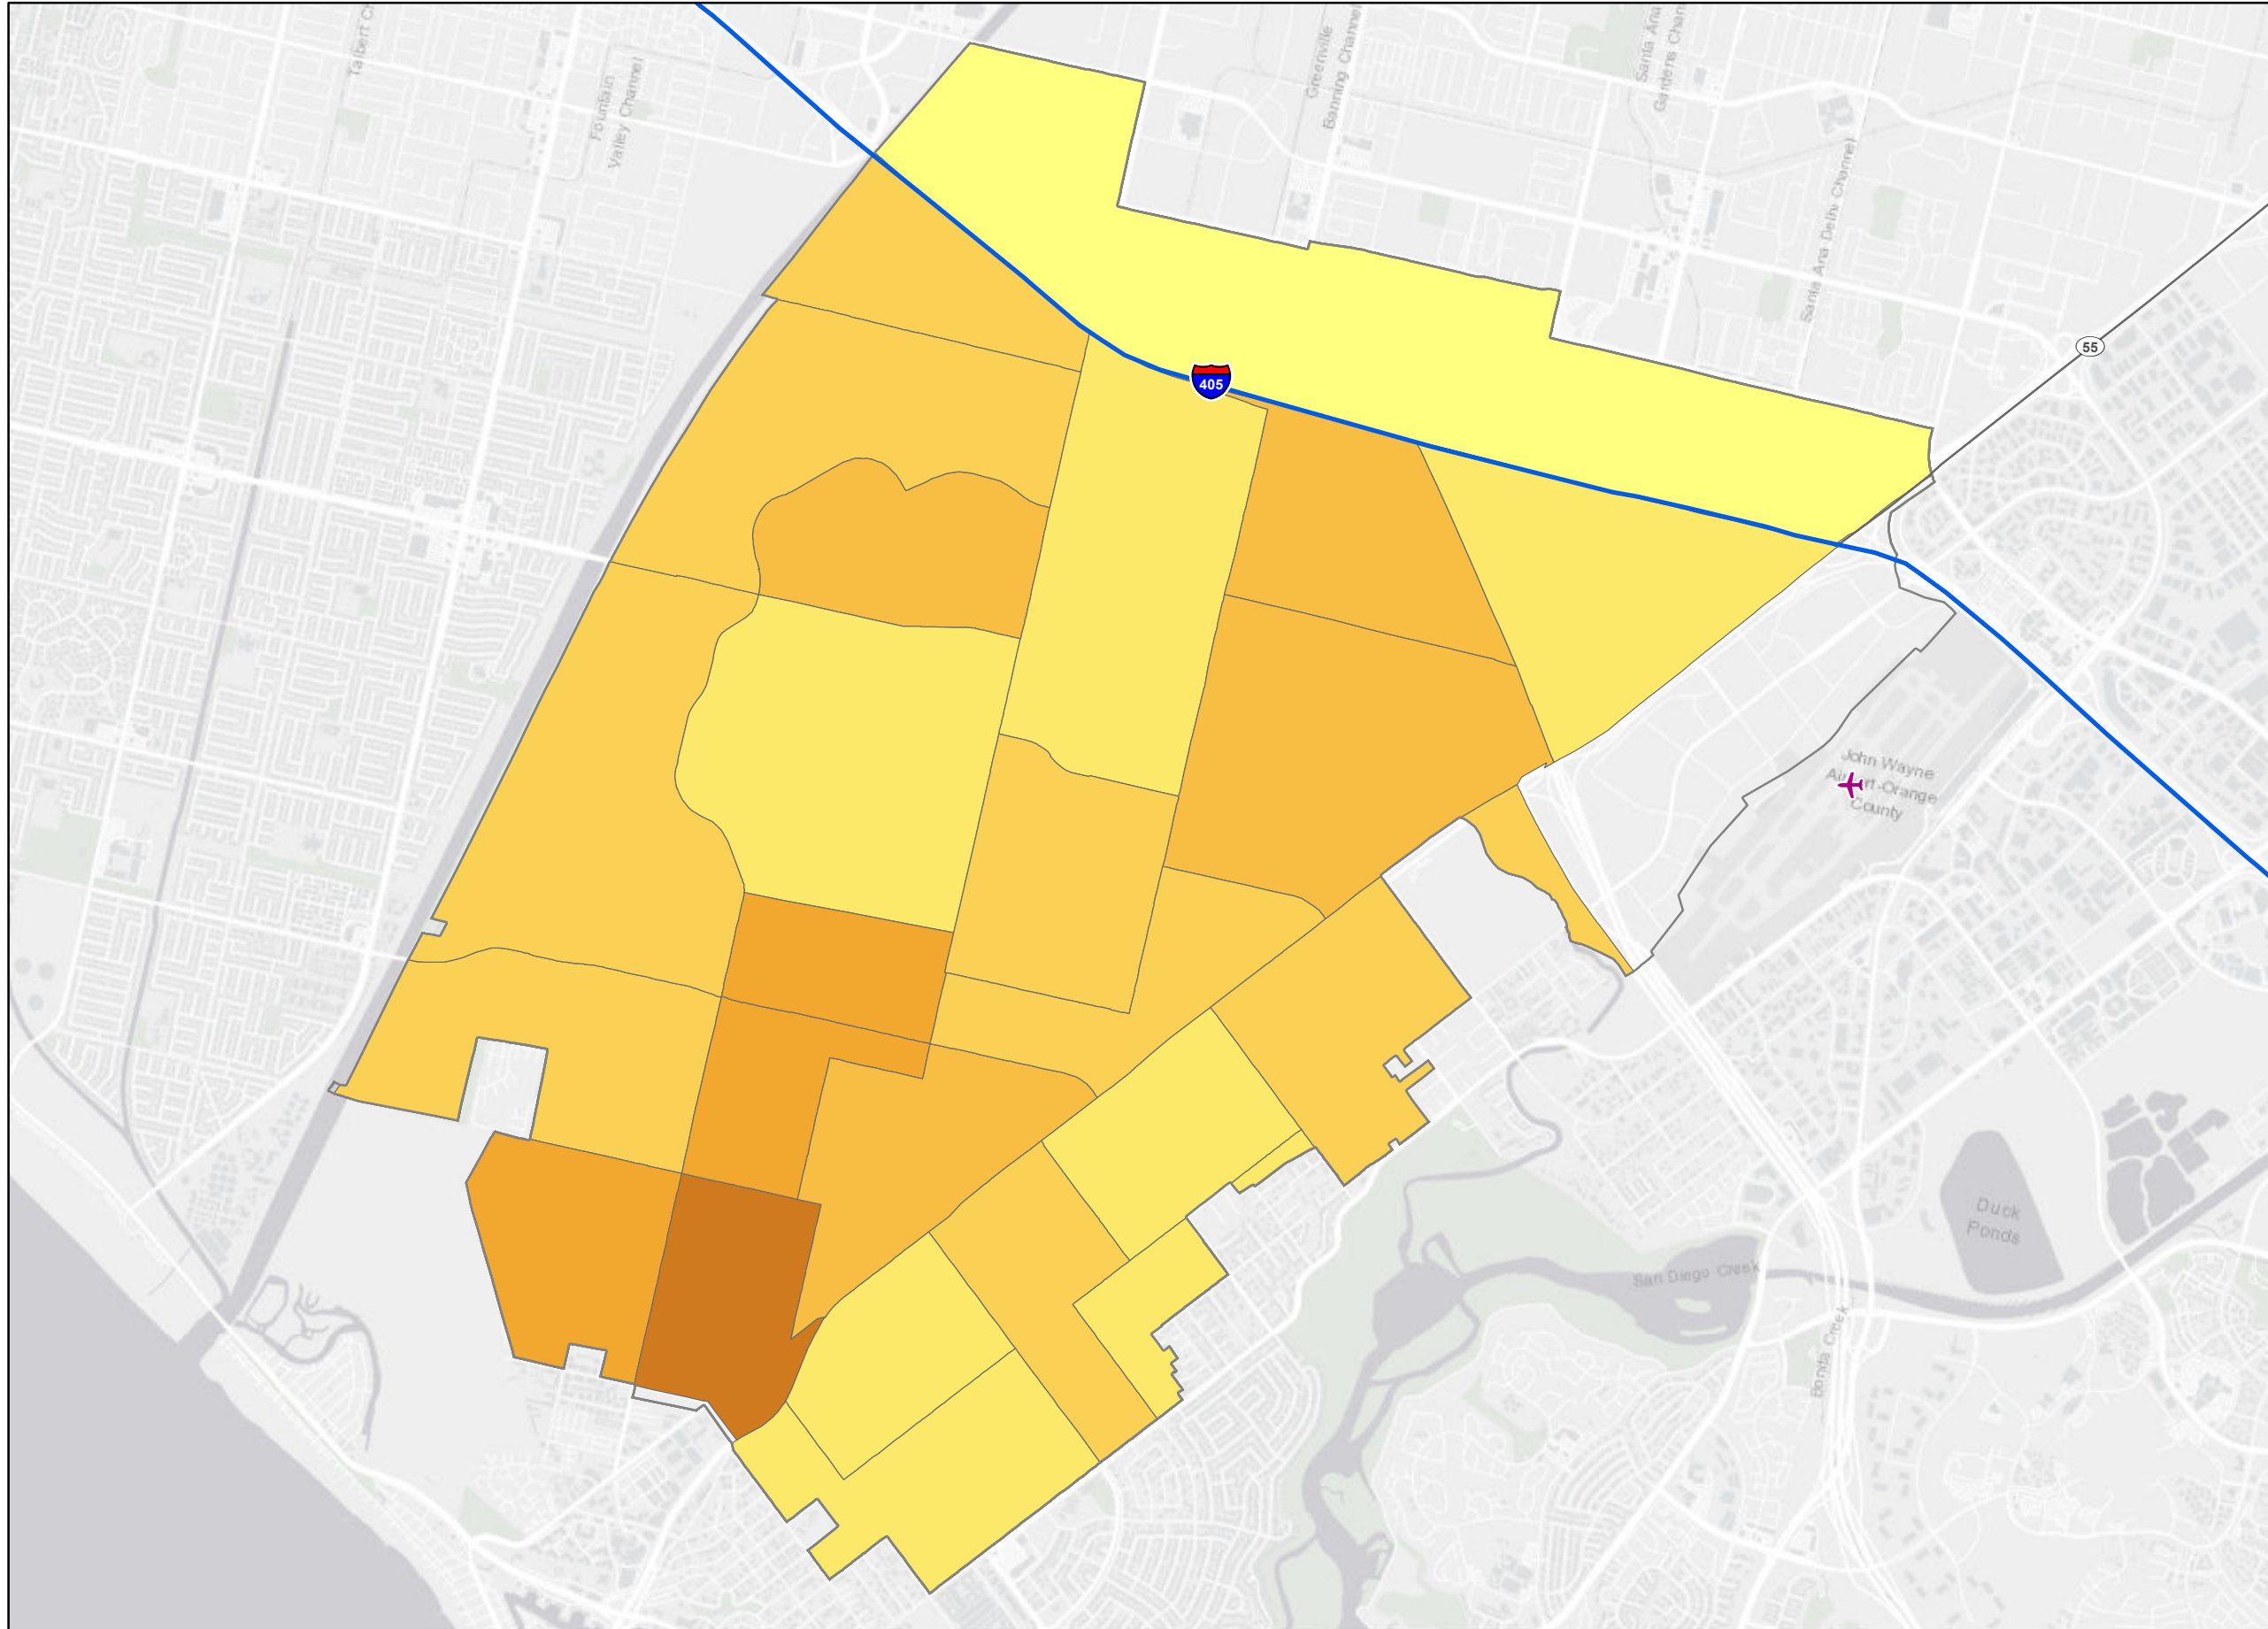 Talbert C
Fountain
Valley Channel
Greenville
Banning Channel
Santa Ana
Gardens Chan
Santa Ana Delhi Channel
55
405
John Wayne
Airport-Orange
County
Duck
Ponds
San Diego Creek
Bonita Creek